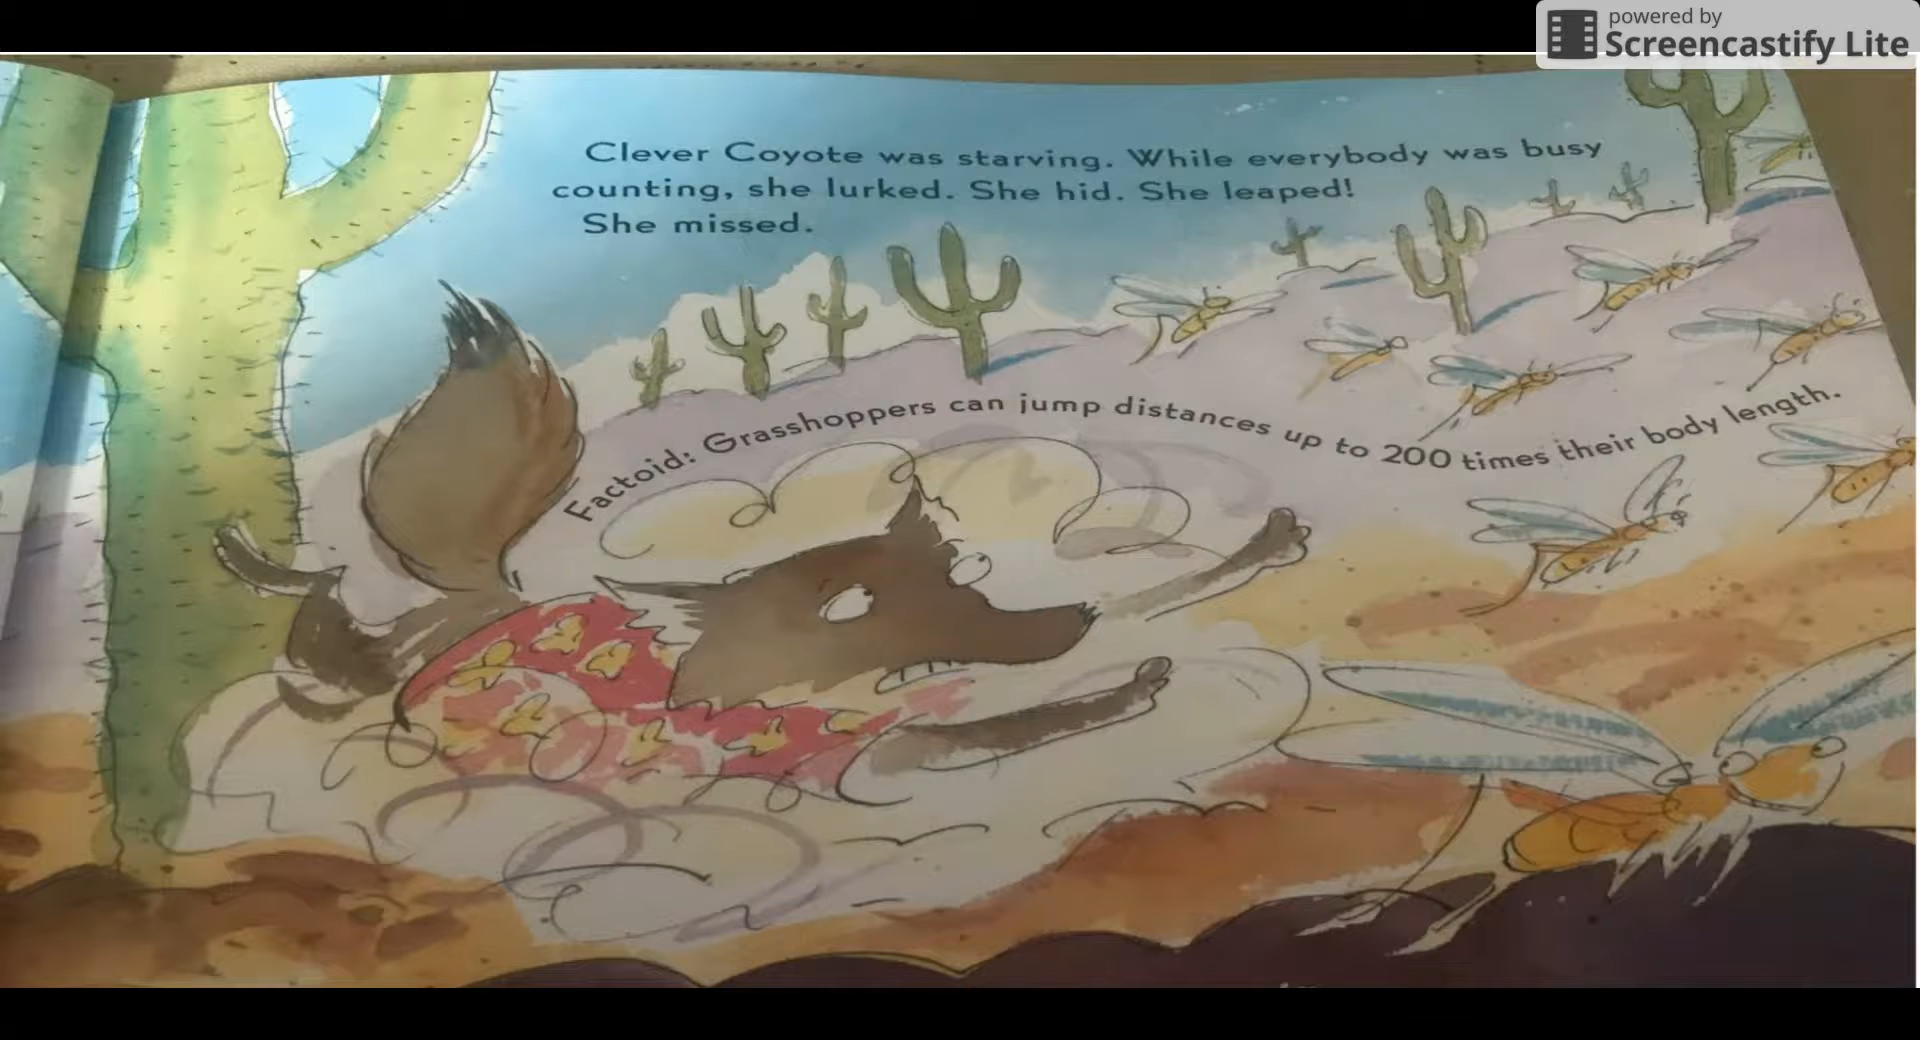 powered by
Screencastify Lite
Clever Coyote was starving. While everybody was busy
counting, she lurked. She hid. She leaped!
She missed.
Factoid: Grasshoppers can jump distances up to 200 times their body length.